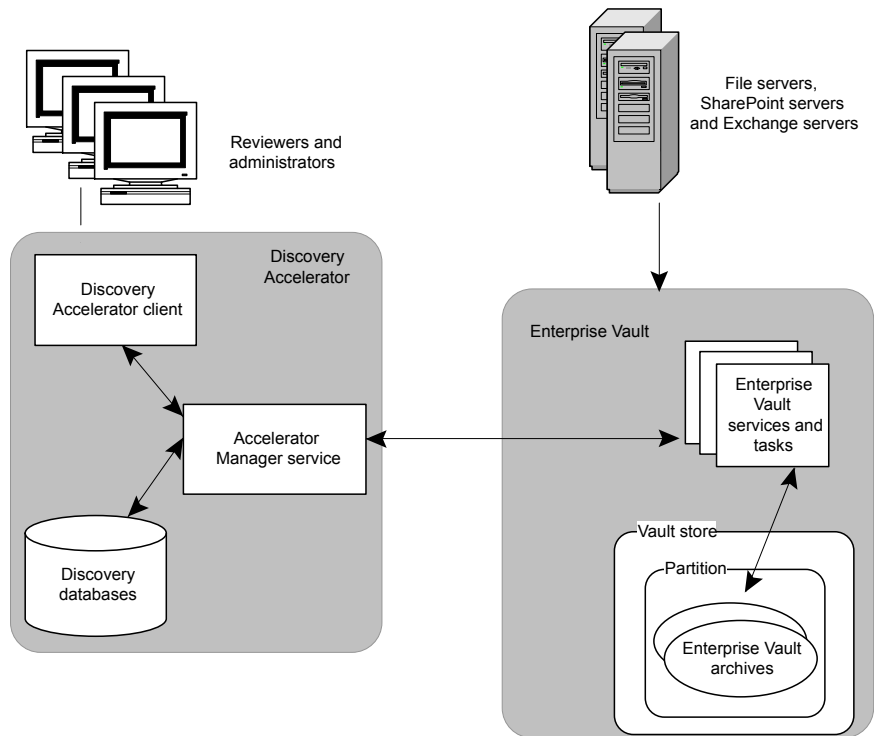 Reviewers and
administrators
File servers,
SharePoint servers
and Exchange servers
Discovery
Accelerator
Discovery
Accelerator client
Accelerator
Manager service
Discovery
databases
Enterprise Vault
Enterprise
Vault
services and
tasks
Vault store
Partition
Enterprise Vault
archives